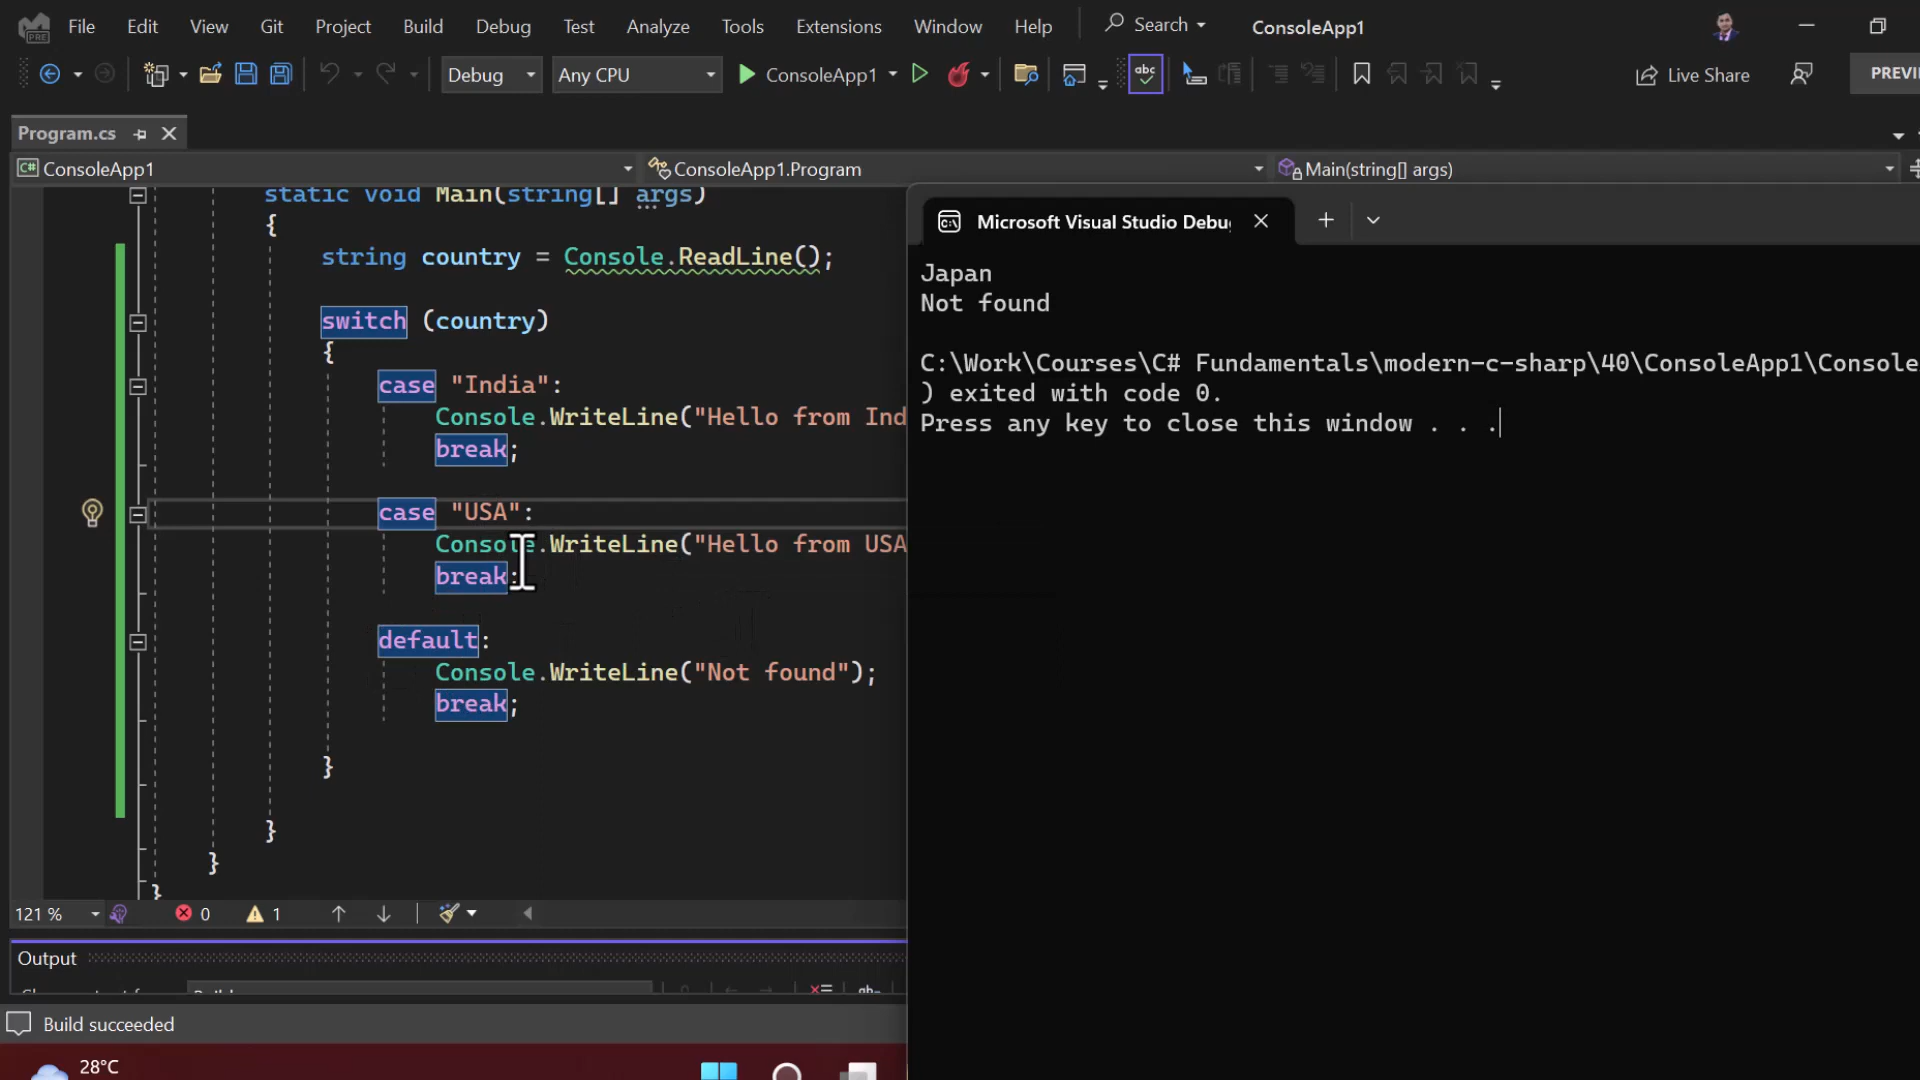 File Edit View Git Project Build Debug Test Analyze Tools Extensions Window Help Search ConsoleApp1
Debug Any CPU ConsoleApp1 Live Share PREVI
Program.cs
C# ConsoleApp1 ConsoleApp1.Program Main(string[] args)
static void Main(string[] args)
{
string country = Console.ReadLine();
switch (country)
{
case "India":
Console.WriteLine("Hello from Ind
break;
case "USA":
Console.WriteLine("Hello from USA
break;
default:
Console.WriteLine("Not found");
break;
}
}
}
}
Microsoft Visual Studio Debu
Japan
Not found
C:\Work\Courses\C# Fundamentals\modern-c-sharp\40\ConsoleApp1\Console
) exited with code 0.
Press any key to close this window . . .
121 % 0 1
Output
Build succeeded
28°C